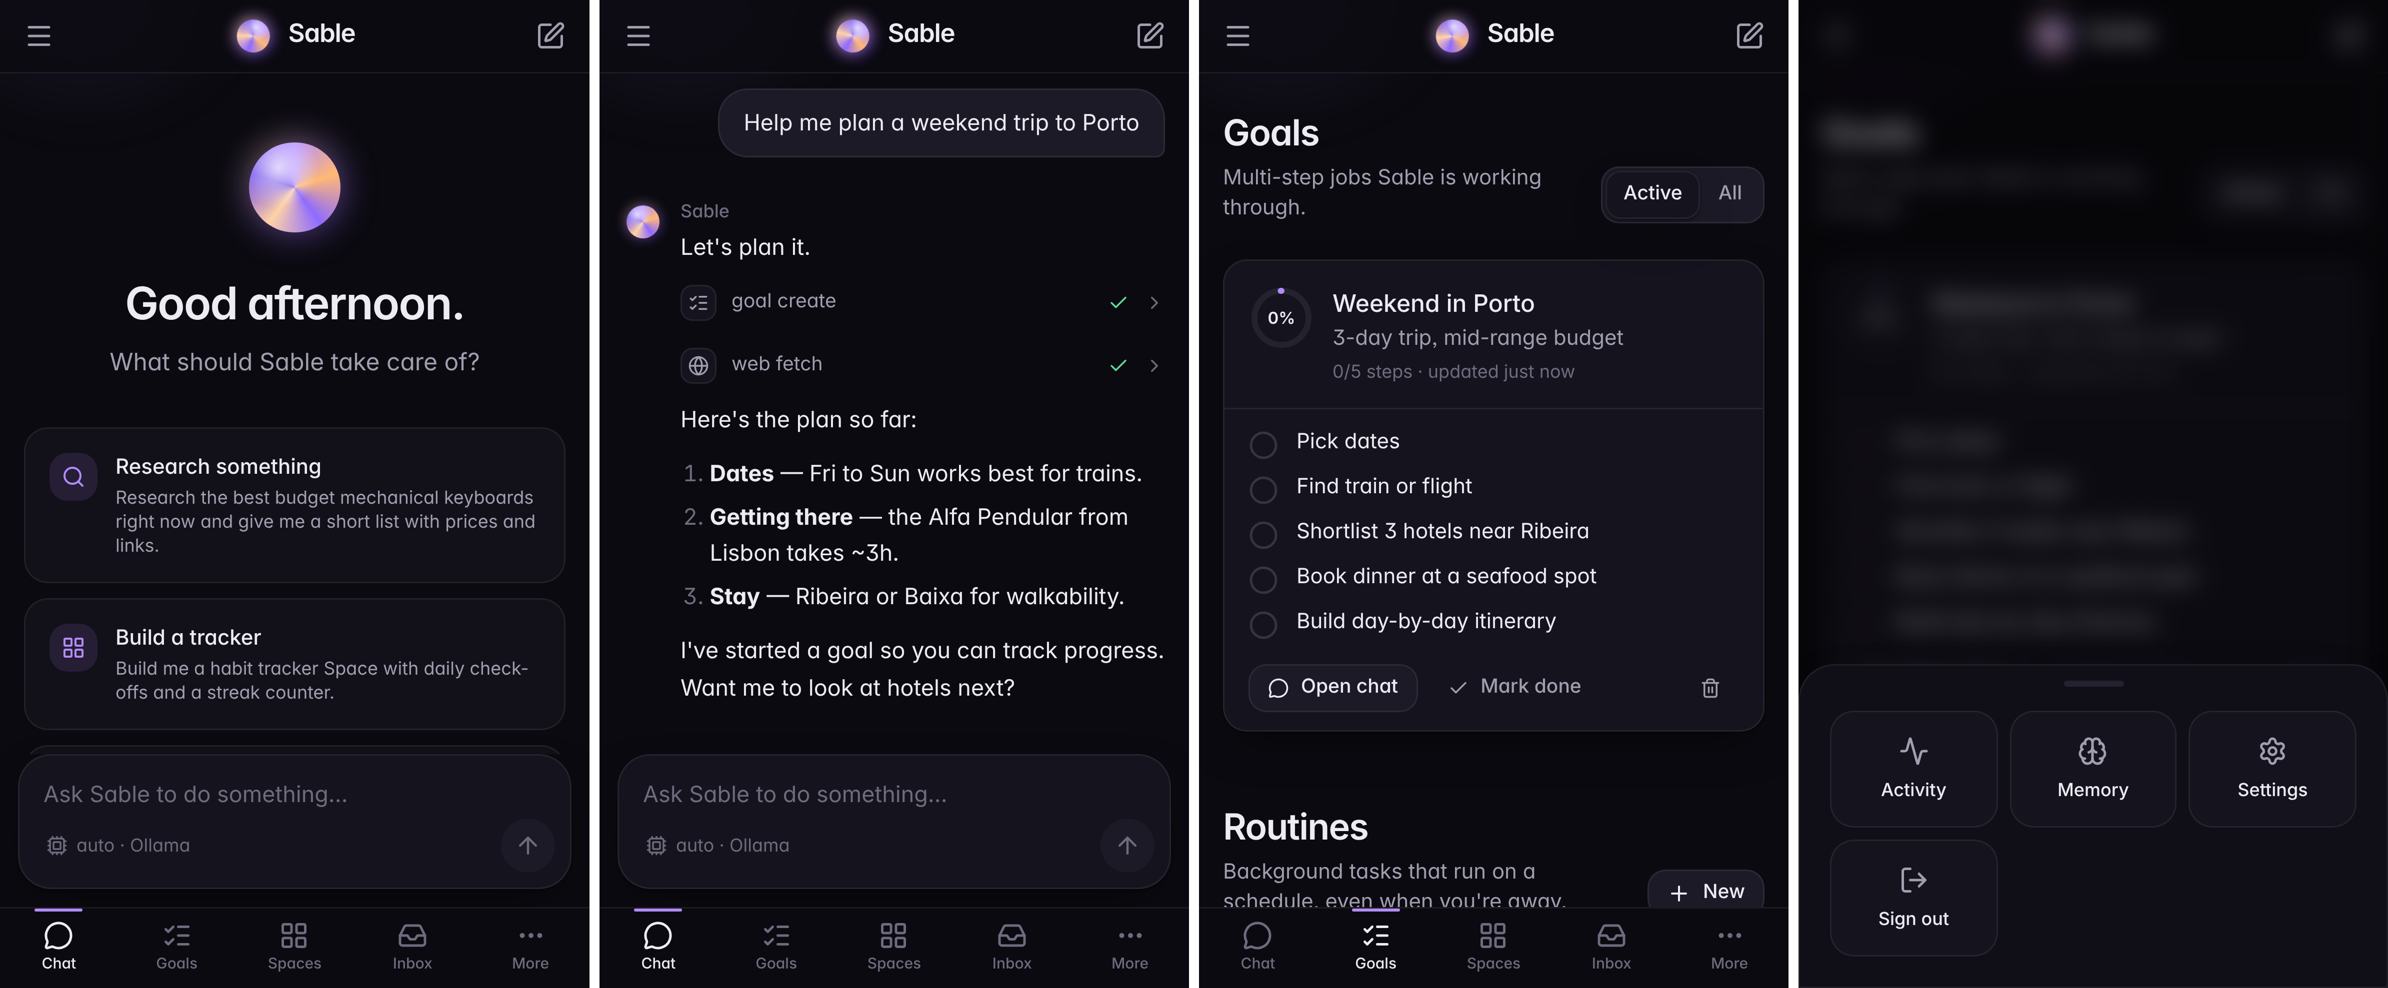 Sable
Good afternoon.
What should Sable take care of?
Research something
Research the best budget mechanical keyboards
right now and give me a short list with prices and
links.
Build a tracker
Build me a habit tracker Space with daily check-
offs and a streak counter.
Ask Sable to do something...
auto · Ollama
Chat
Goals
Spaces
Inbox
More
Sable
Help me plan a weekend trip to Porto
Sable
Let's plan it.
goal create
web fetch
Here's the plan so far:
1. Dates — Fri to Sun works best for trains.
2. Getting there — the Alfa Pendular from
Lisbon takes ~3h.
3. Stay — Ribeira or Baixa for walkability.
I've started a goal so you can track progress.
Want me to look at hotels next?
Ask Sable to do something...
auto · Ollama
Chat
Goals
Spaces
Inbox
More
Sable
Goals
Multi-step jobs Sable is working
through.
Active
All
0%
Weekend in Porto
3-day trip, mid-range budget
0/5 steps · updated just now
Pick dates
Find train or flight
Shortlist 3 hotels near Ribeira
Book dinner at a seafood spot
Build day-by-day itinerary
Open chat
Mark done
Routines
Background tasks that run on a
schedule, even when you're away.
New
Chat
Goals
Spaces
Inbox
More
Activity
Memory
Settings
Sign out